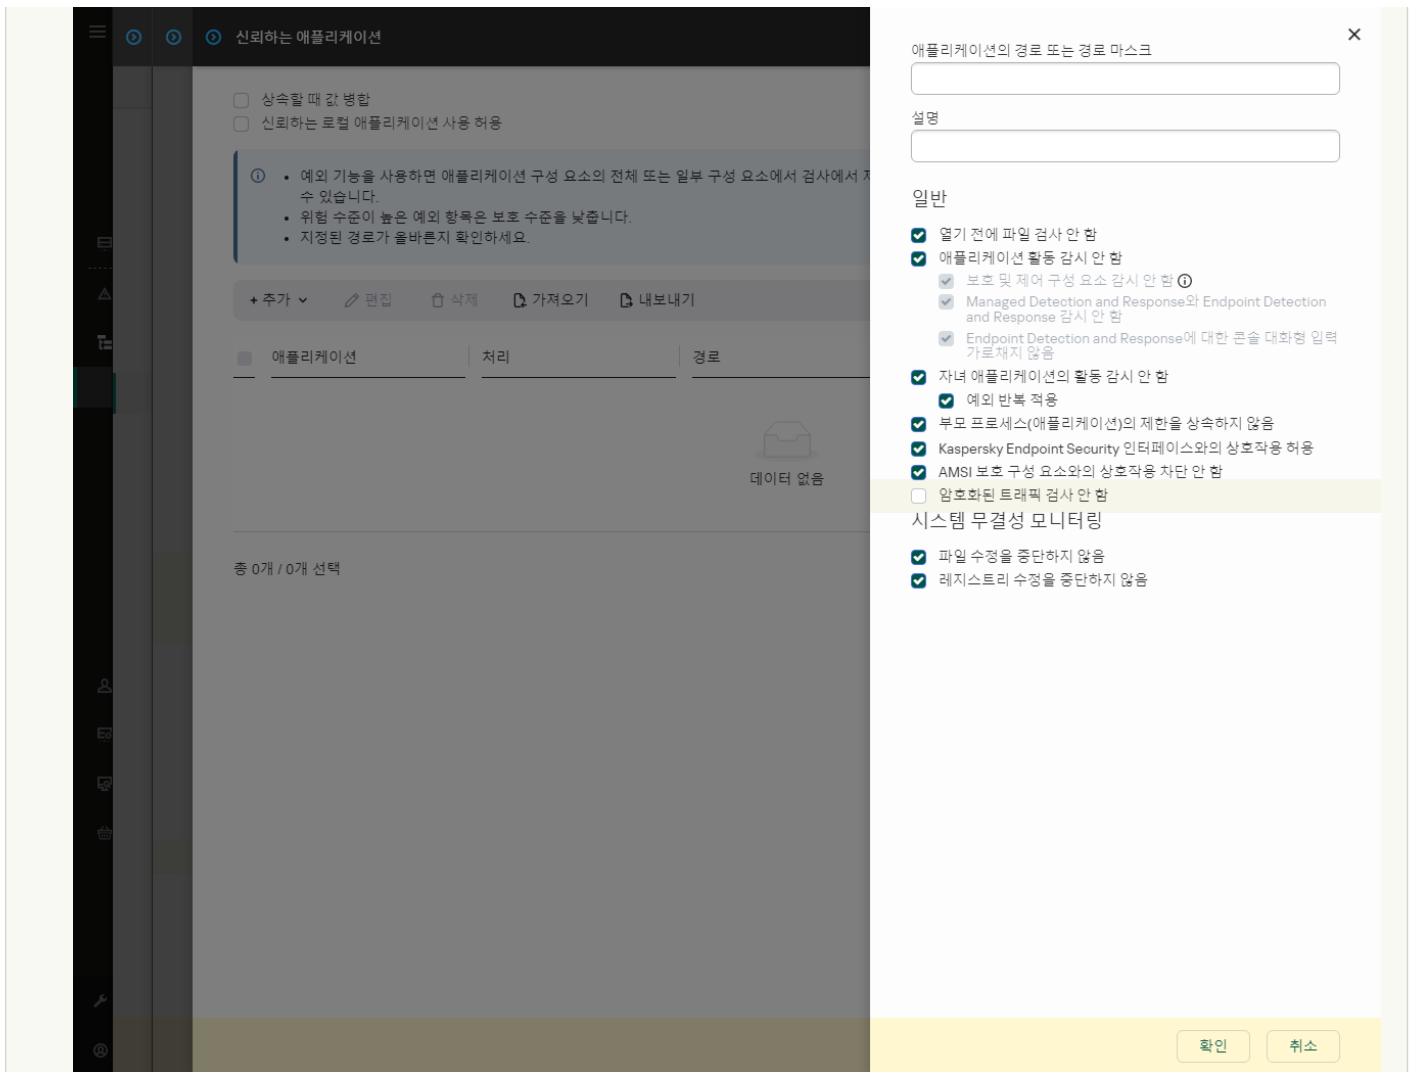 신뢰하는 애플리케이션
상속할 때 값 병합
신뢰하는 로컬 애플리케이션 사용 허용
• 예외 기능을 사용하면 애플리케이션 구성 요소의 전체 또는 일부 구성 요소에서 검사에서
수 있습니다.
• 위험 수준이 높은 예외 항목은 보호 수준을 낮춥니다.
• 지정된 경로가 올바른지 확인하세요.
+ 추가 편집 삭제 가져오기 내보내기
애플리케이션 처리 경로
데이터 없음
총 0개 / 0개 선택
애플리케이션의 경로 또는 경로 마스크
설명
일반
열기 전에 파일 검사 안 함
애플리케이션 활동 감시 안 함
보호 및 제어 구성 요소 감시 안 함
Managed Detection and Response와 Endpoint Detection
and Response 감시 안 함
Endpoint Detection and Response에 대한 콘솔 대화형 입력
가로채지 않음
자녀 애플리케이션의 활동 감시 안 함
예외 반복 적용
부모 프로세스(애플리케이션)의 제한을 상속하지 않음
Kaspersky Endpoint Security 인터페이스와의 상호작용 허용
AMSI 보호 구성 요소와의 상호작용 차단 안 함
암호화된 트래픽 검사 안 함
시스템 무결성 모니터링
파일 수정을 중단하지 않음
레지스트리 수정을 중단하지 않음
확인 취소